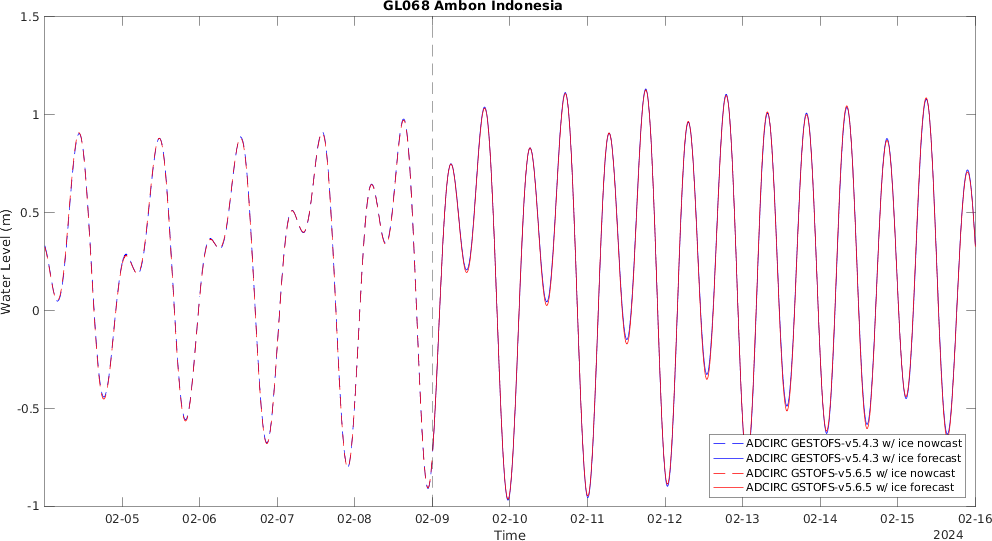 GL068 Ambon Indonesia
1.5
1
0.5
0
-0.5
-1
Water Level (m)
02-05 02-06 02-07 02-08 02-09 02-10 02-11 02-12 02-13 02-14 02-15 02-16
Time
2024
ADCIRC GESTOFS-v5.4.3 w/ ice nowcast
ADCIRC GESTOFS-v5.4.3 w/ ice forecast
ADCIRC GSTOFS-v5.6.5 w/ ice nowcast
ADCIRC GSTOFS-v5.6.5 w/ ice forecast